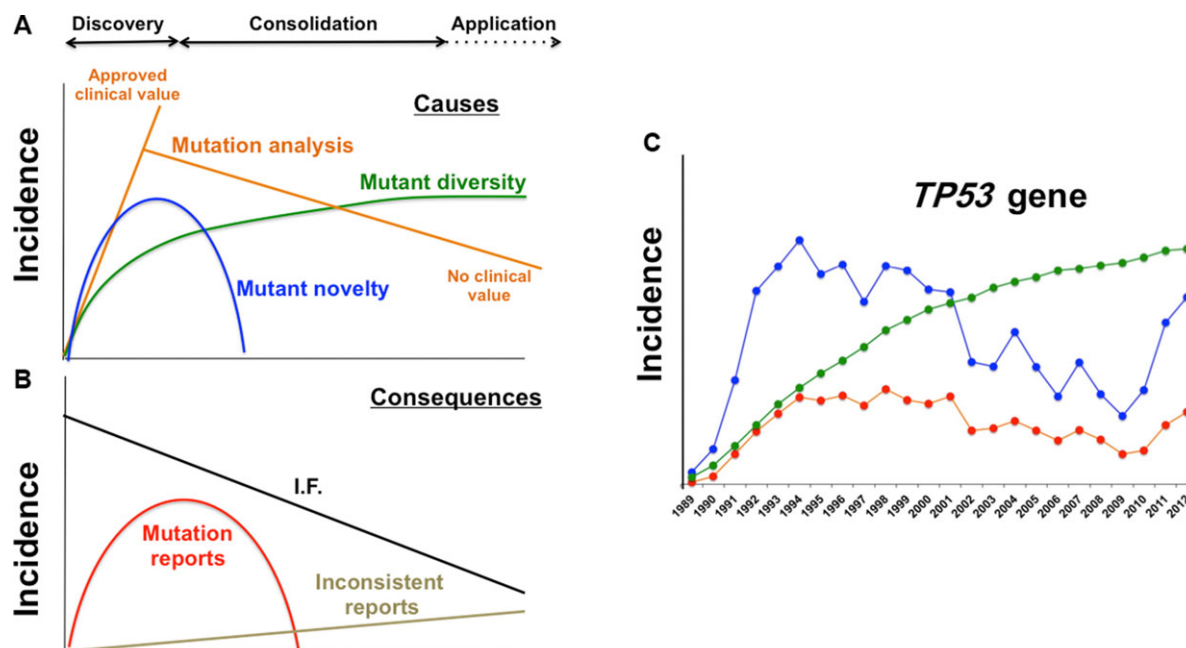 A
Discovery
Consolidation
Application
Approved
clinical value
Causes
Incidence
Mutation analysis
Mutant diversity
Mutant novelty
No clinical
value
B
Consequences
Incidence
I.F.
Mutation
reports
Inconsistent
reports
C
TP53 gene
Incidence
1989
1990
1991
1992
1993
1994
1995
1996
1997
1998
1999
2000
2001
2002
2003
2004
2005
2006
2007
2008
2009
2010
2011